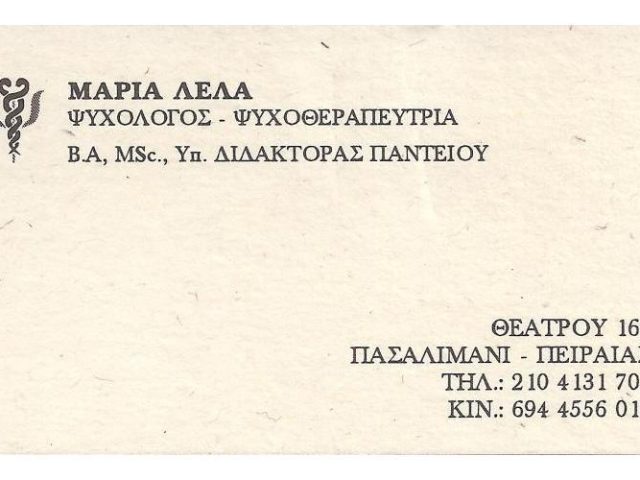 ΜΑΡΙΑ ΛΕΛΑ
ΨΥΧΟΛΟΓΟΣ - ΨΥΧΟΘΕΡΑΠΕΥΤΡΙΑ
Β.Α, MSc., Υπ. ΔΙΔΑΚΤΟΡΑΣ ΠΑΝΤΕΙΟΥ
ΘΕΑΤΡΟΥ 16
ΠΑΣΑΛΙΜΑΝΙ - ΠΕΙΡΑΙΑ
ΤΗΛ.: 210 4131 70
ΚΙΝ.: 694 4556 01